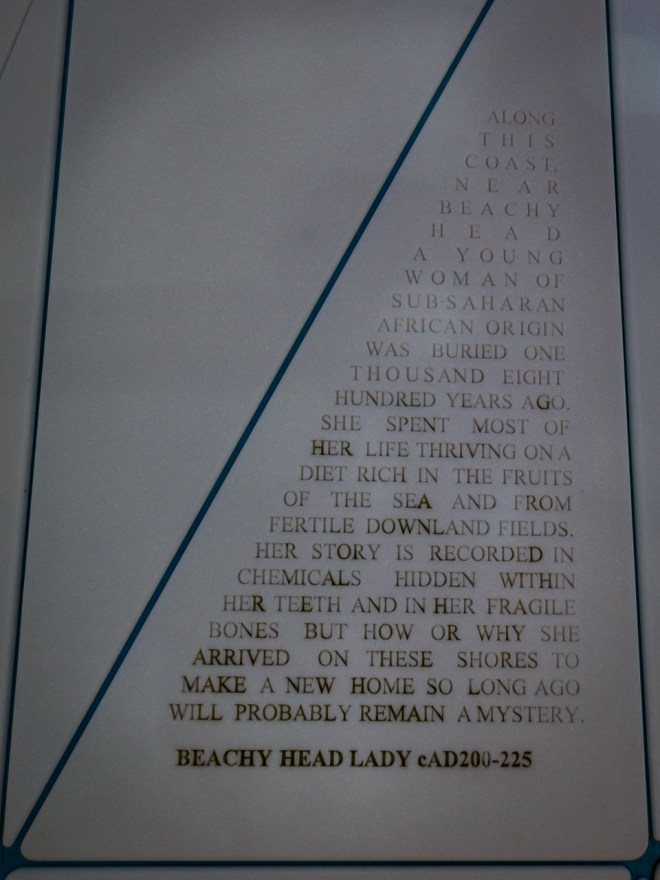 ALONG
THIS
COAST,
NEAR
BEACHY
HEAD
A YOUNG
WOMAN OF
SUB-SAHARAN
AFRICAN ORIGIN
WAS BURIED ONE
THOUSAND EIGHT
HUNDRED YEARS AGO.
SHE SPENT MOST OF
HER LIFE THRIVING ON A
DIET RICH IN THE FRUITS
OF THE SEA AND FROM
FERTILE DOWNLAND FIELDS.
HER STORY IS RECORDED IN
CHEMICALS HIDDEN WITHIN
HER TEETH AND IN HER FRAGILE
BONES BUT HOW OR WHY SHE
ARRIVED ON THESE SHORES TO
MAKE A NEW HOME SO LONG AGO
WILL PROBABLY REMAIN A MYSTERY.
BEACHY HEAD LADY cAD200-225